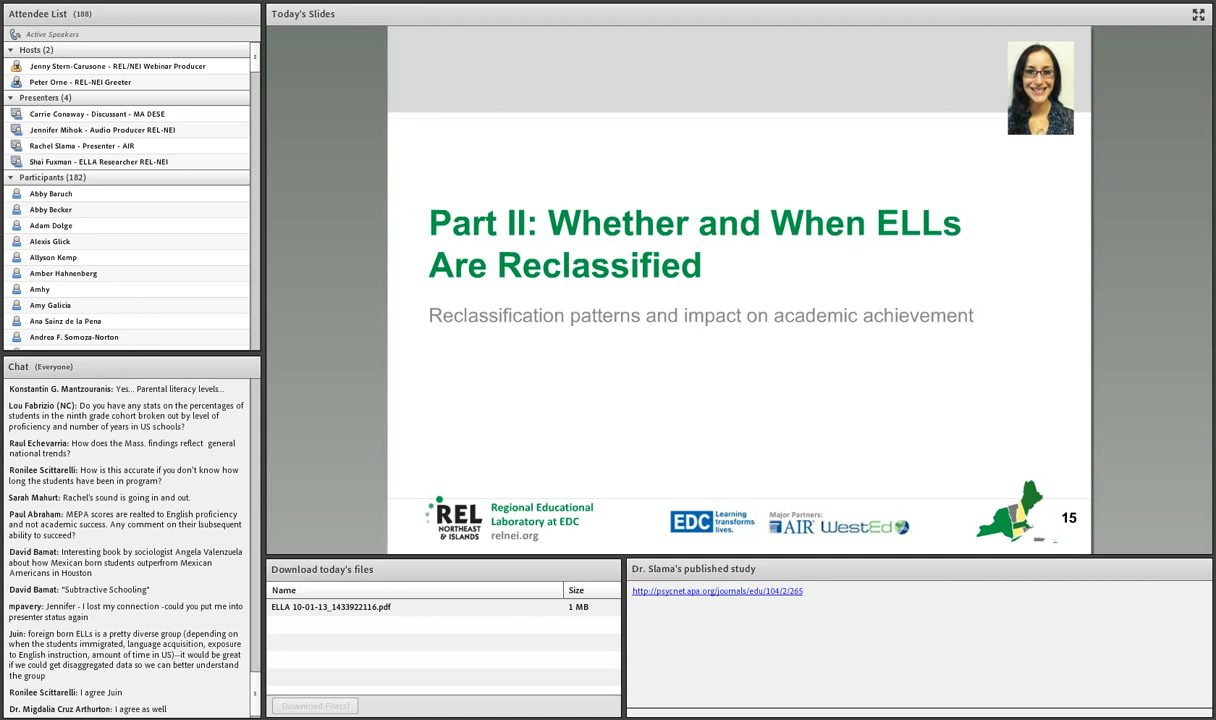 Attendee List (188)
Active Speakers
Hosts (2)
Jenny Stern-Carusone - REL/NEI Webinar Producer
Peter Orne - REL-NEI Greeter
Presenters (4)
Carrie Conaway - Discussant - MA DESE
Jennifer Mihok - Audio Producer REL-NEI
Rachel Slama - Presenter - AIR
Shai Fuxman - ELLA Researcher REL-NEI
Participants (182)
Abby Baruch
Abby Becker
Adam Dolge
Alexis Glick
Allyson Kemp
Amber Hahnenberg
Amhy
Amy Galicia
Ana Sainz de la Pena
Andrea F. Somoza-Norton
Chat (Everyone)
Konstantin G. Mantzouranis: Yes... Parental literacy levels...
Lou Fabrizio (NC): Do you have any stats on the percentages of
students in the ninth grade cohort broken out by level of
proficiency and number of years in US schools?
Raul Echevarria: How does the Mass. findings reflect general
national trends?
Ronilee Scittarelli: How is this accurate if you don't know how
long the students have been in program?
Sarah Mahurt: Rachel's sound is going in and out.
Paul Abraham: MEPA scores are realted to English proficiency
and not academic success. Any comment on their lsubsequent
ability to succeed?
David Bamat: Interesting book by sociologist Angela Valenzuela
about how Mexican born students outperfrom Mexican
Americans in Houston
David Bamat: "Subtractive Schooling"
mpavery: Jennifer - I lost my connection -could you put me into
presenter status again
Juin: foreign born ELLs is a pretty diverse group (depending on
when the students immigrated, language acquisition, exposure
to English instruction, amount of time in US)--it would be great
if we could get disaggregated data so we can better understand
the group
Ronilee Scittarelli: I agree Juin
Dr. Migdalia Cruz Arthurton: I agree as well
Today's Slides
Part II: Whether and When ELLs
Are Reclassified
Reclassification patterns and impact on academic achievement
REL
NORTHEAST
& ISLANDS
Regional Educational
Laboratory at EDC
relnei.org
EDC Learning
transforms
lives.
Major Partners:
AIR WestEd
15
Download today's files
Name Size
ELLA 10-01-13_1433922116.pdf 1 MB
Download File(s)
Dr. Slama's published study
http://psycnet.apa.org/journals/edu/104/2/265